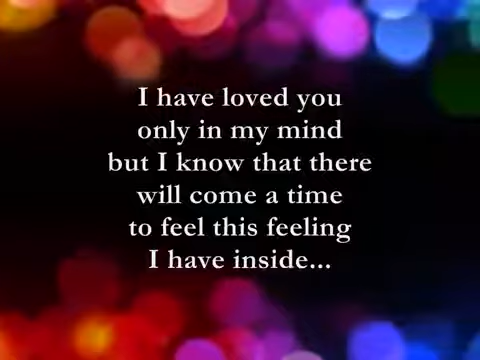 I have loved you
only in my mind
but I know that there
will come a time
to feel this feeling
I have inside...